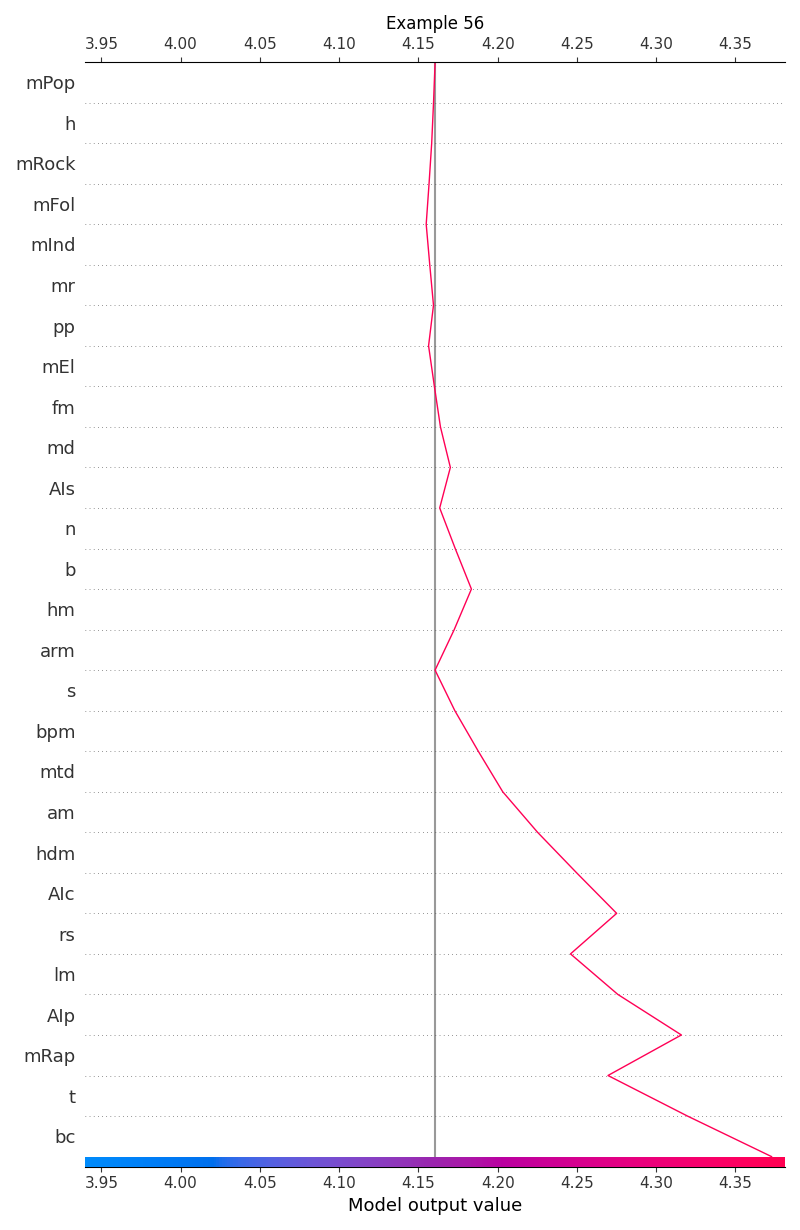 Example 56
3.95 4.00 4.05 4.10 4.15 4.20 4.25 4.30 4.35
mPop
h
mRock
mFol
mInd
mr
pp
mEl
fm
md
AIs
n
b
hm
arm
s
bpm
mtd
am
hdm
AIc
rs
lm
AIp
mRap
t
bc
3.95 4.00 4.05 4.10 4.15 4.20 4.25 4.30 4.35
Model output value